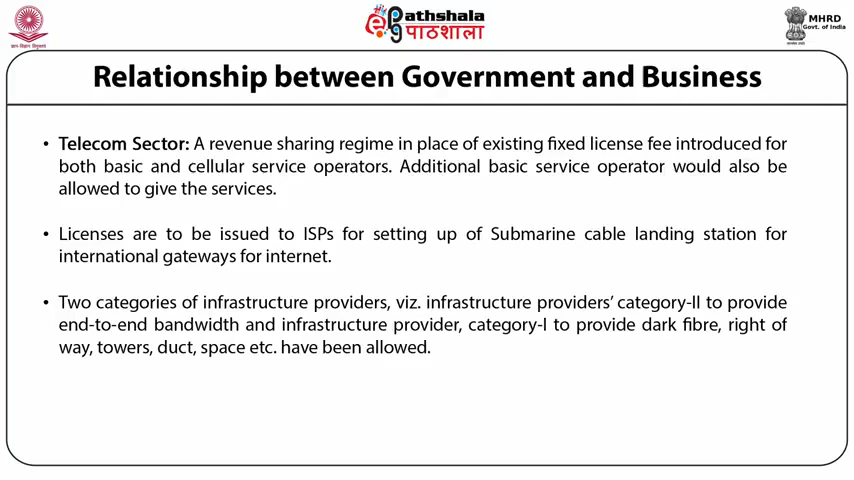 ePathshala
पाठशाला
MHRD
Govt. of India
Relationship between Government and Business
• Telecom Sector: A revenue sharing regime in place of existing fixed license fee introduced for
both basic and cellular service operators. Additional basic service operator would also be
allowed to give the services.
• Licenses are to be issued to ISPs for setting up of Submarine cable landing station for
international gateways for internet.
• Two categories of infrastructure providers, viz. infrastructure providers’ category-II to provide
end-to-end bandwidth and infrastructure provider, category-I to provide dark fibre, right of
way, towers, duct, space etc. have been allowed.